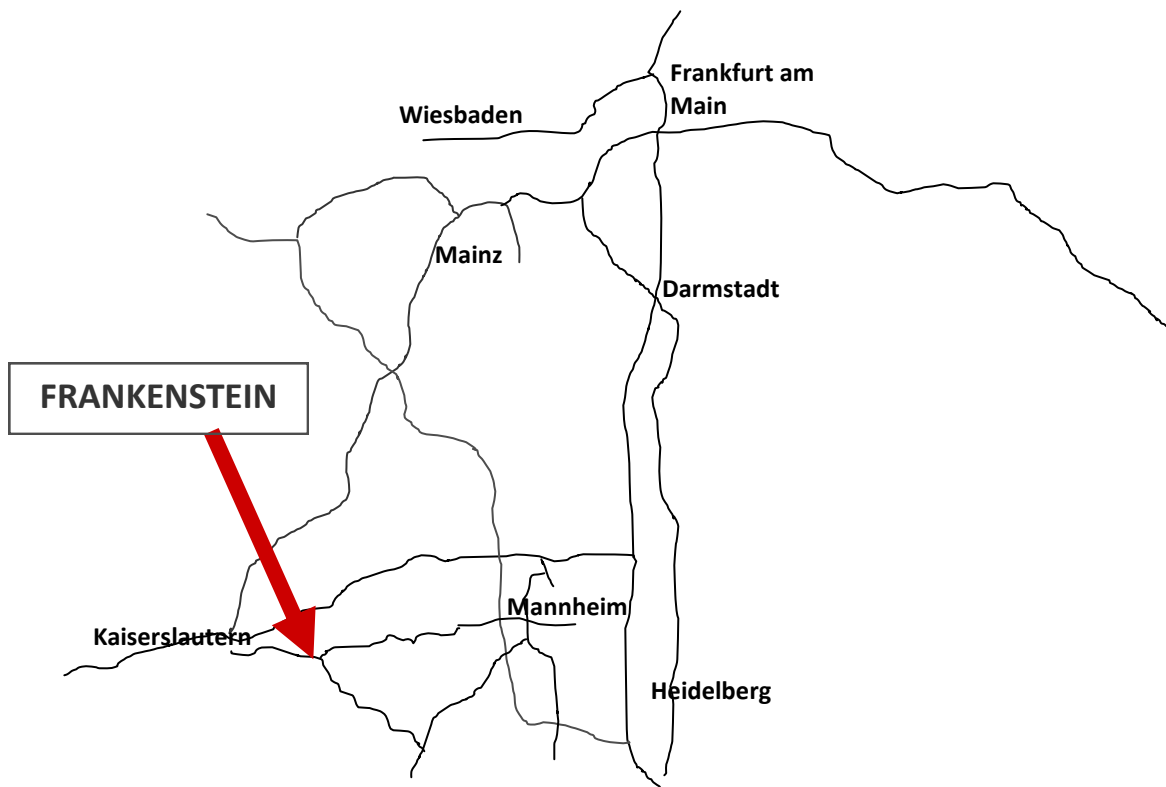 Frankfurt am
Main
Wiesbaden
Mainz
Darmstadt
FRANKENSTEIN
Mannheim
Kaiserslautern
Heidelberg